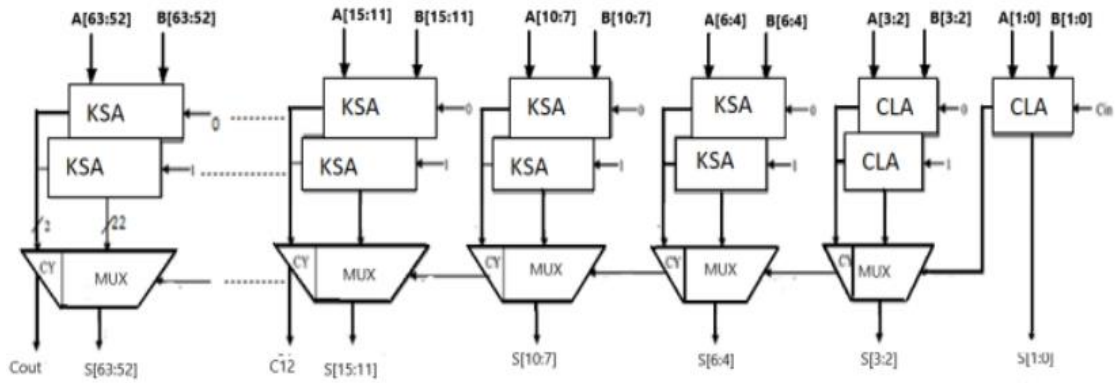 A[63:52] B[63:52] A[15:11] B[15:11] A[10:7] B[10:7] A[6:4] B[6:4] A[3:2] B[3:2] A[1:0] B[1:0]
KSA 0 KSA 0 KSA 0 KSA 0 CLA 0 CLA Cin
KSA 1 KSA 1 KSA 1 KSA 1 CLA 1
2 22
CY MUX CY MUX CY MUX CY MUX CY MUX
Cout S[63:52] C12 S[15:11] S[10:7] S[6:4] S[3:2] S[1:0]